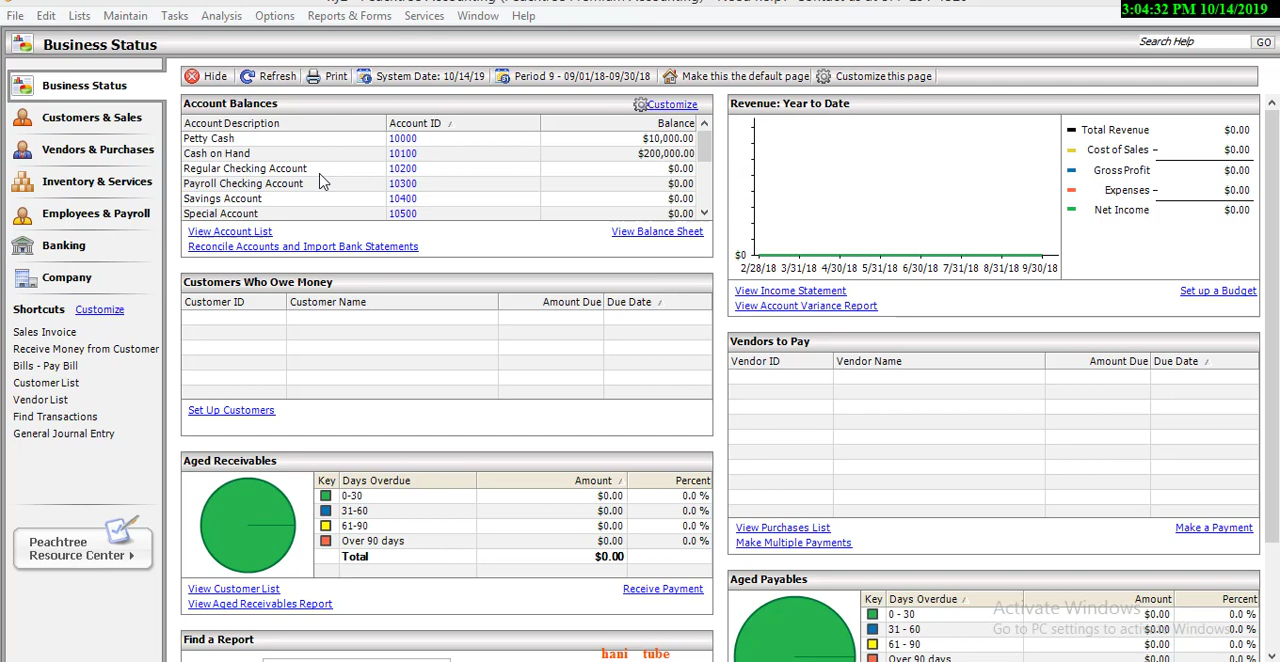 3:04:32 PM 10/14/2019
File Edit Lists Maintain Tasks Analysis Options Reports & Forms Services Window Help
Business Status
Search Help GO
Business Status
Customers & Sales
Vendors & Purchases
Inventory & Services
Employees & Payroll
Banking
Company
Shortcuts Customize
Sales Invoice
Receive Money from Customer
Bills - Pay Bill
Customer List
Vendor List
Find Transactions
General Journal Entry
Peachtree
Resource Center
Hide Refresh Print System Date: 10/14/19 Period 9 - 09/01/18-09/30/18 Make this the default page Customize this page
Account Balances Customize
Account Description Account ID / Balance
Petty Cash 10000 $10,000.00
Cash on Hand 10100 $200,000.00
Regular Checking Account 10200 $0.00
Payroll Checking Account 10300 $0.00
Savings Account 10400 $0.00
Special Account 10500 $0.00
View Account List View Balance Sheet
Reconcile Accounts and Import Bank Statements
Customers Who Owe Money
Customer ID Customer Name Amount Due Due Date /
Set Up Customers
Aged Receivables
Key Days Overdue Amount / Percent
0-30 $0.00 0.0 %
31-60 $0.00 0.0 %
61-90 $0.00 0.0 %
Over 90 days $0.00 0.0 %
Total $0.00
View Customer List Receive Payment
View Aged Receivables Report
Find a Report
hani tube
Revenue: Year to Date
Total Revenue $0.00
Cost of Sales - $0.00
Gross Profit $0.00
Expenses - $0.00
Net Income $0.00
$0
2/28/18 3/31/18 4/30/18 5/31/18 6/30/18 7/31/18 8/31/18 9/30/18
View Income Statement Set up a Budget
View Account Variance Report
Vendors to Pay
Vendor ID Vendor Name Amount Due Due Date /
View Purchases List Make a Payment
Make Multiple Payments
Aged Payables
Key Days Overdue / Amount Percent
0 - 30 $0.00 0.0 %
31 - 60 $0.00 0.0 %
61 - 90 $0.00 0.0 %
Over 90 days $0.00 0.0 %
Activate Windows
Go to PC settings to activate Windows.